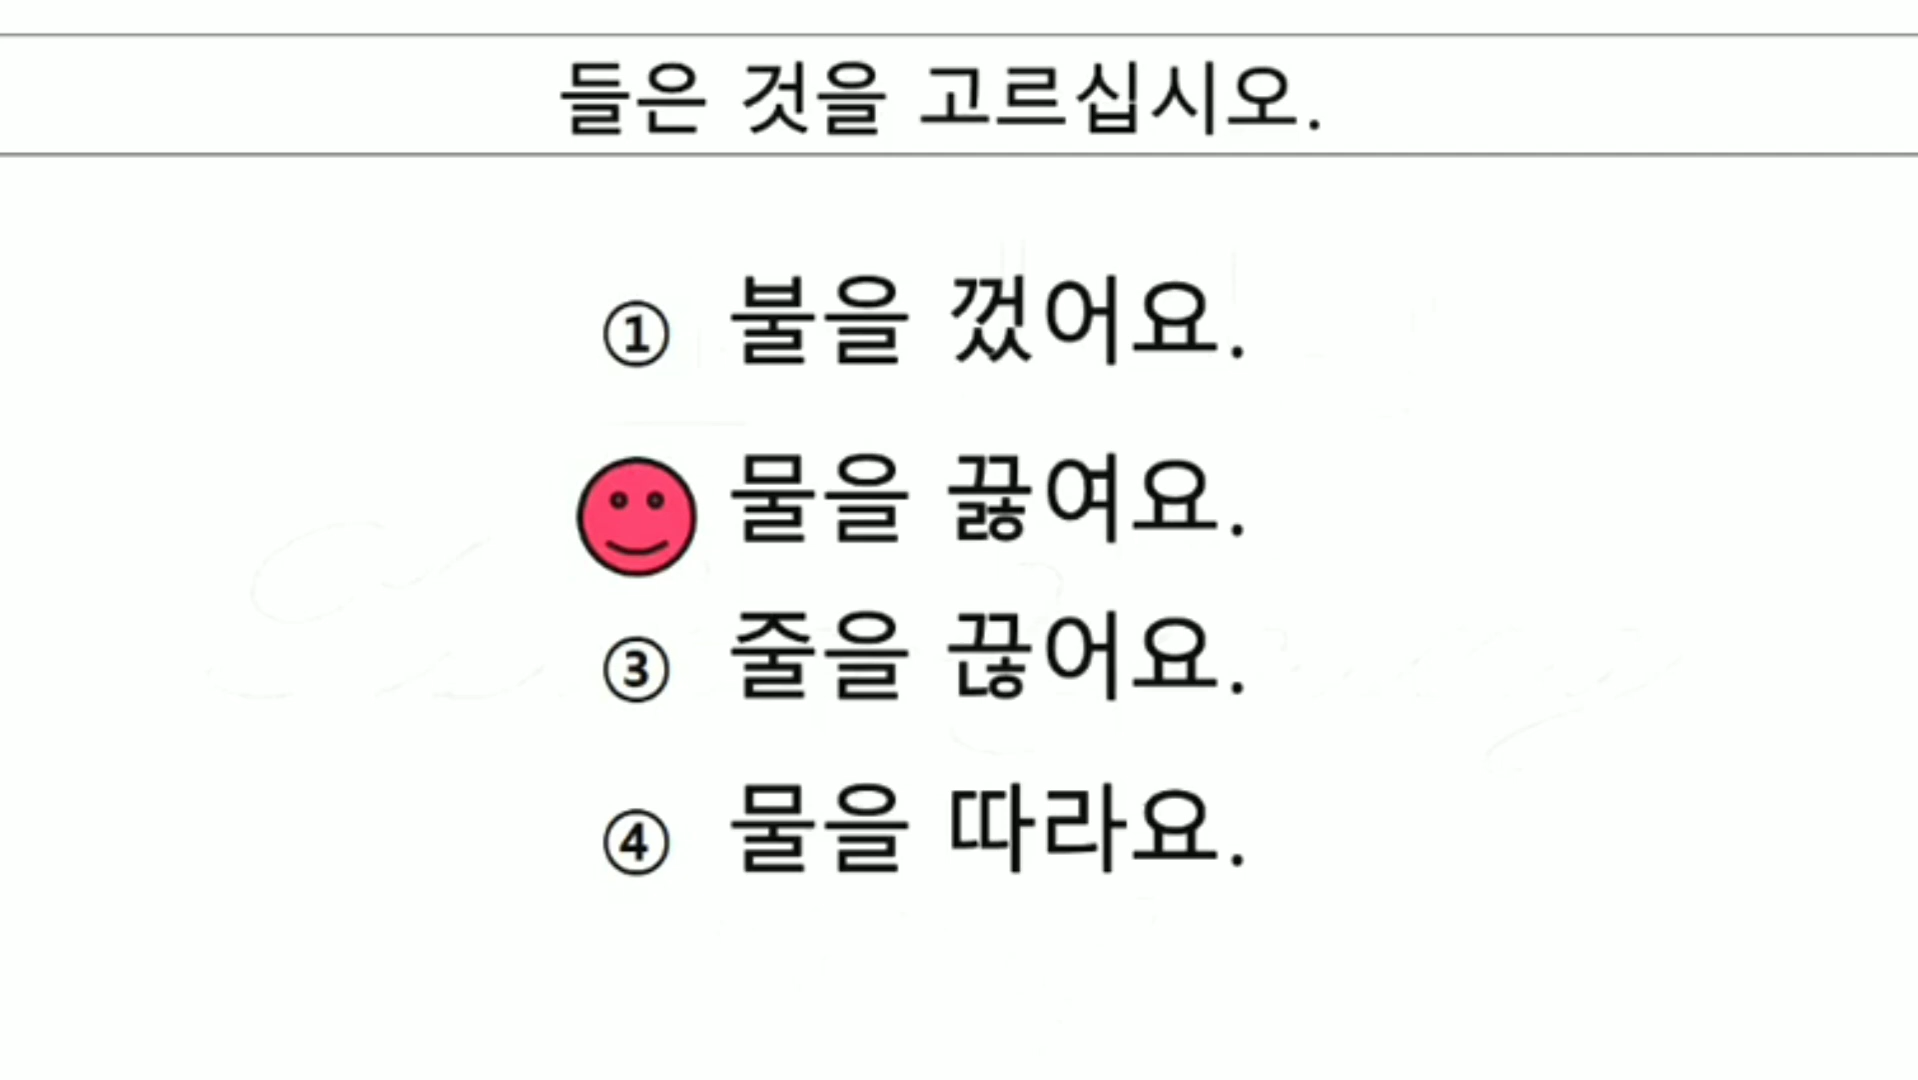 들은 것을 고르십시오.
① 불을 껐어요.
물을 끓여요.
③ 줄을 끊어요.
④ 물을 따라요.